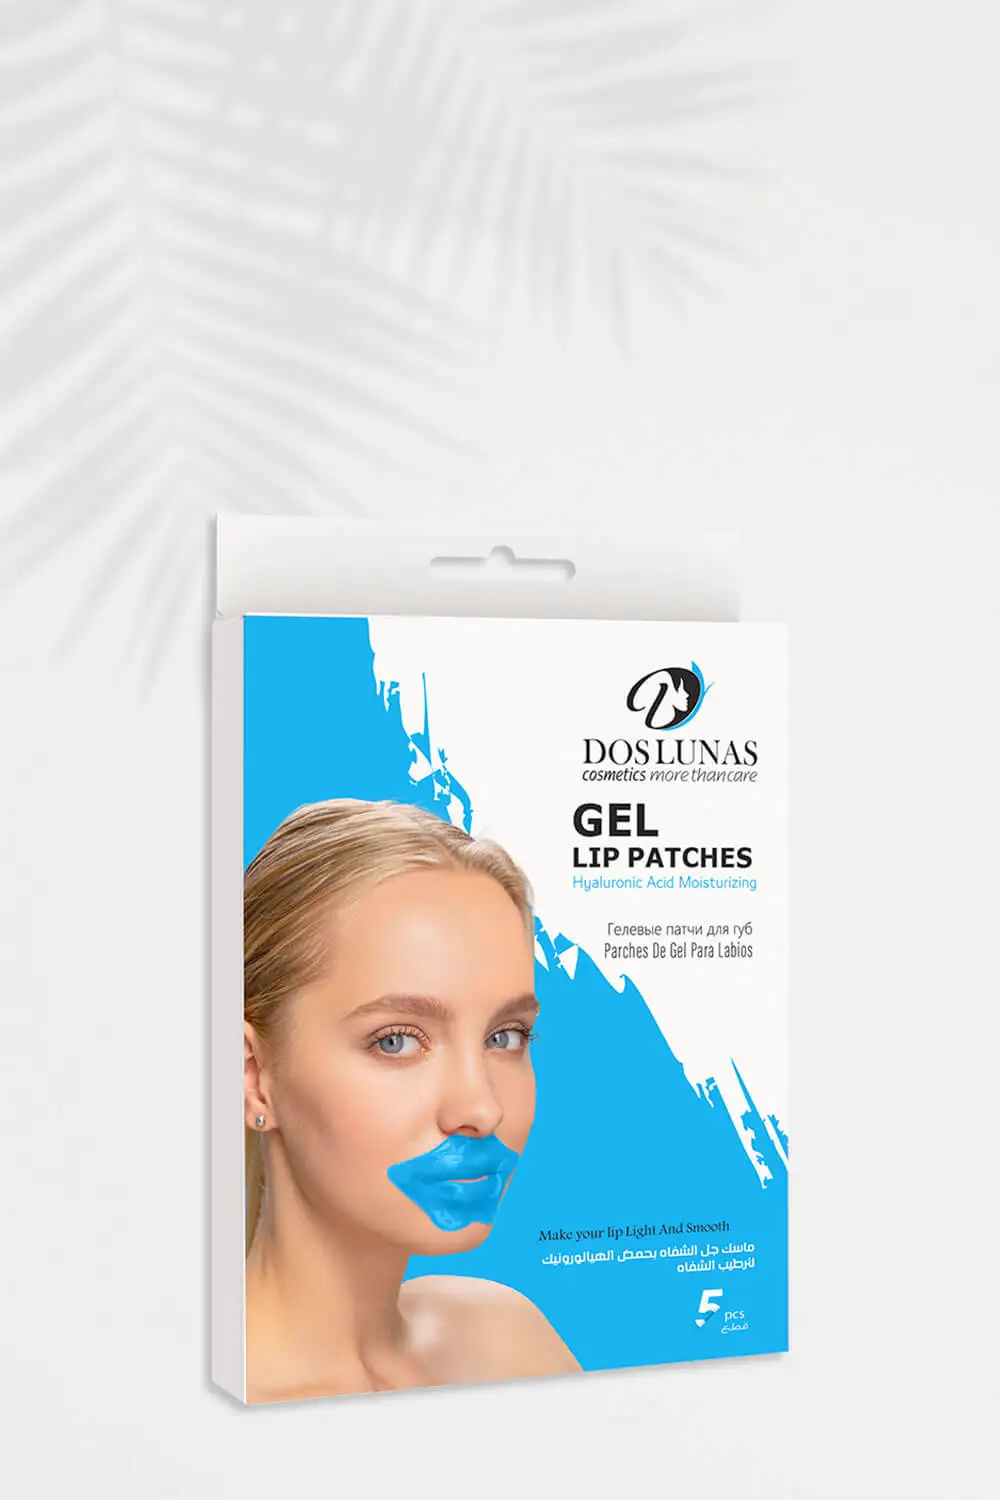 DOS LUNAS
cosmetics more than care
GEL
LIP PATCHES
Hyaluronic Acid Moisturizing
Гелевые патчи для губ
Parches De Gel Para Labios
Make your lip Light And Smooth
ماسك جل الشفاه بحمض الهيالورونيك
لترطيب الشفاه
5 pcs
قطع